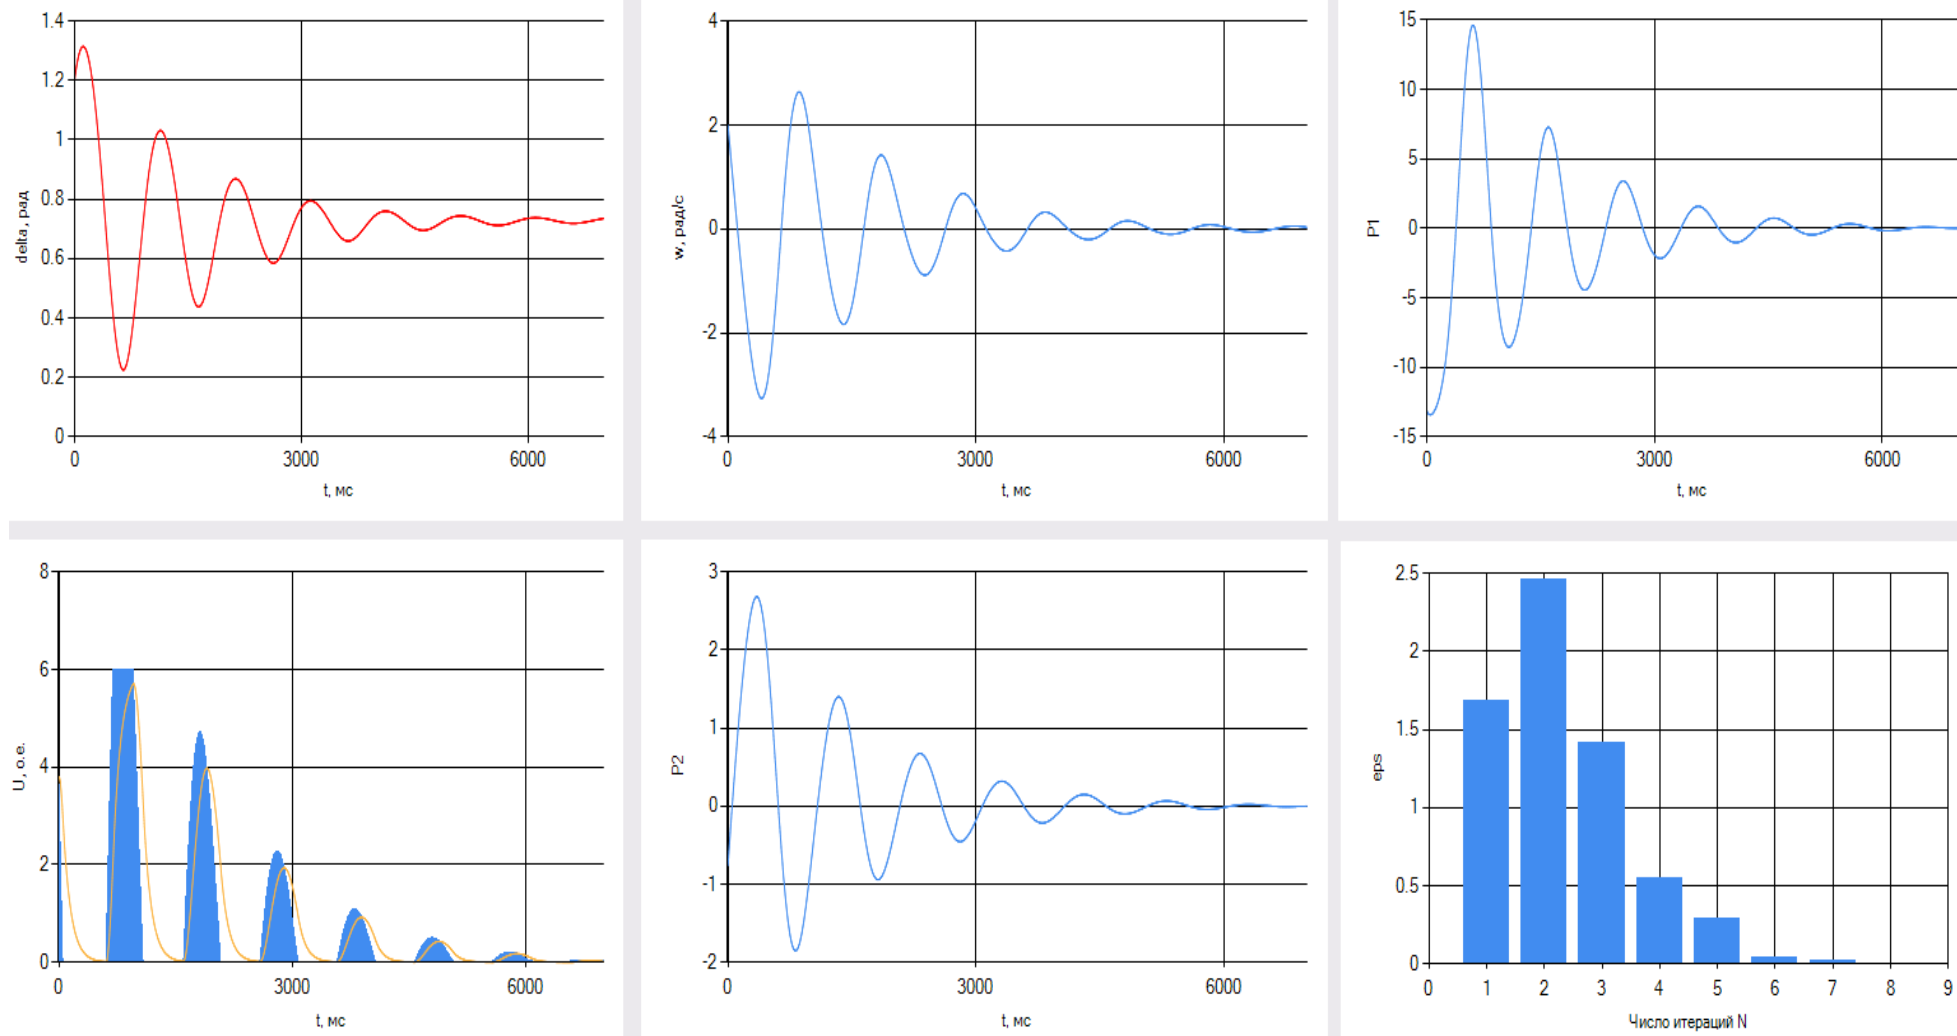 1.4
1.2
1
0.8
0.6
0.4
0.2
0
delta, рад
0 3000 6000
t, мс
4
2
0
-2
-4
w, рад/с
0 3000 6000
t, мс
15
10
5
0
-5
-10
-15
P1
0 3000 6000
t, мс
8
6
4
2
0
U, о.е.
0 3000 6000
t, мс
3
2
1
0
-1
-2
P2
0 3000 6000
t, мс
2.5
2
1.5
1
0.5
0
eps
0 1 2 3 4 5 6 7 8 9
Число итераций N